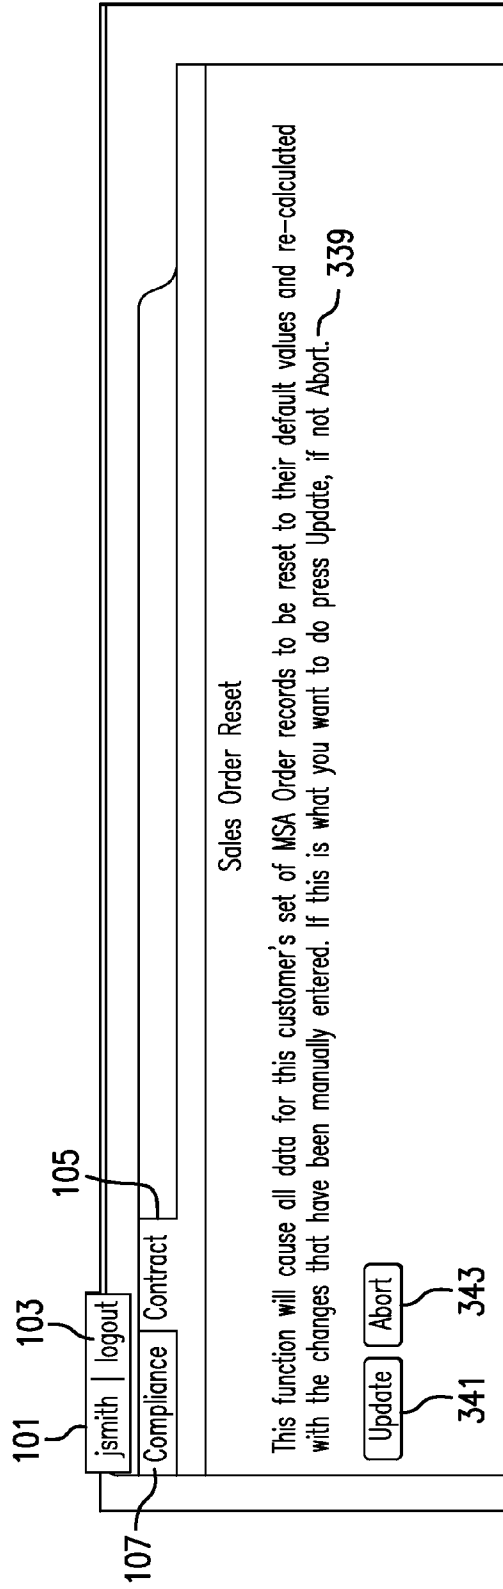 101
103
jsmith | logout
105
107
Compliance Contract
Sales Order Reset
This function will cause all data for this customer's set of MSA Order records to be reset to their default values and re-calculated
with the changes that have been manually entered. If this is what you want to do press Update, if not Abort.
339
Update Abort
341
343